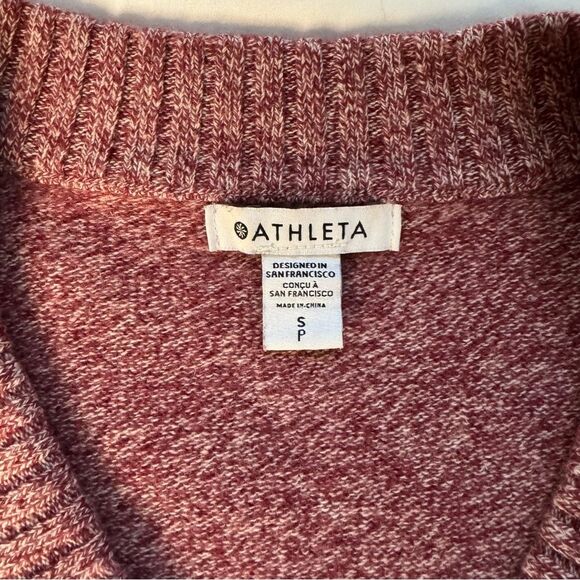 ATHLETA
DESIGNED IN
SAN FRANCISCO
CONÇU À
SAN FRANCISCO
MADE IN CHINA
S
P